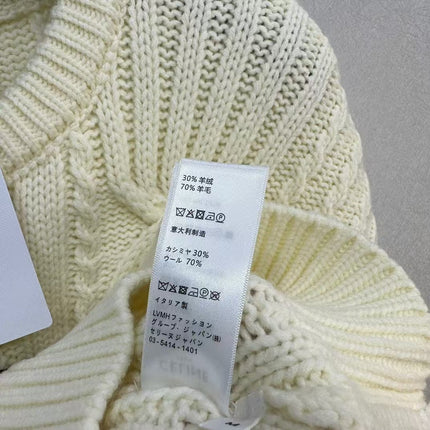 30% 羊绒
70% 羊毛
意大利制造
カシミヤ 30%
ウール 70%
イタリア製
LVMHファッション
グループ・ジャパン(株)
セリーヌジャパン
03-5414-1401
CELINE